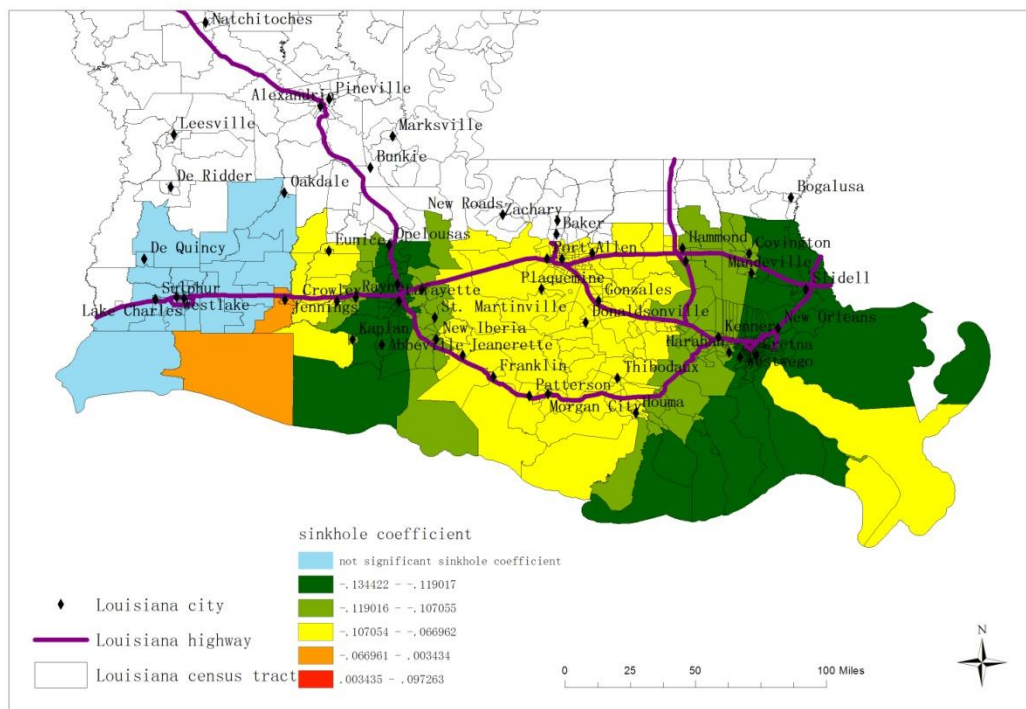 Natchitoches
Pineville
Alexandria
Marksville
Leesville
Bunkie
De Ridder
Oakdale
Bogalusa
New Roads
Zachary
Baker
Eunice
Opelousas
Port Allen
Hammond
Covington
De Quincy
Mandeville
Slidell
Sulphur
Westlake
Crowley
Rayne
Lafayette
Plaquemine
Gonzales
Lake Charles
Jennings
St.
Martinville
Donaldsonville
New Orleans
Kaplan
New Iberia
Kenner
Harahan
Abbeville
Jeanerette
Gretna
Westwego
Franklin
Thibodaux
Patterson
Morgan City
Houma
sinkhole coefficient
not significant sinkhole coefficient
-.134422 - -.119017
-.119016 - -.107055
-.107054 - -.066962
-.066961 - -.003434
.003435 - .097263
Louisiana city
Louisiana highway
Louisiana census tract
N
0 25 50 100 Miles